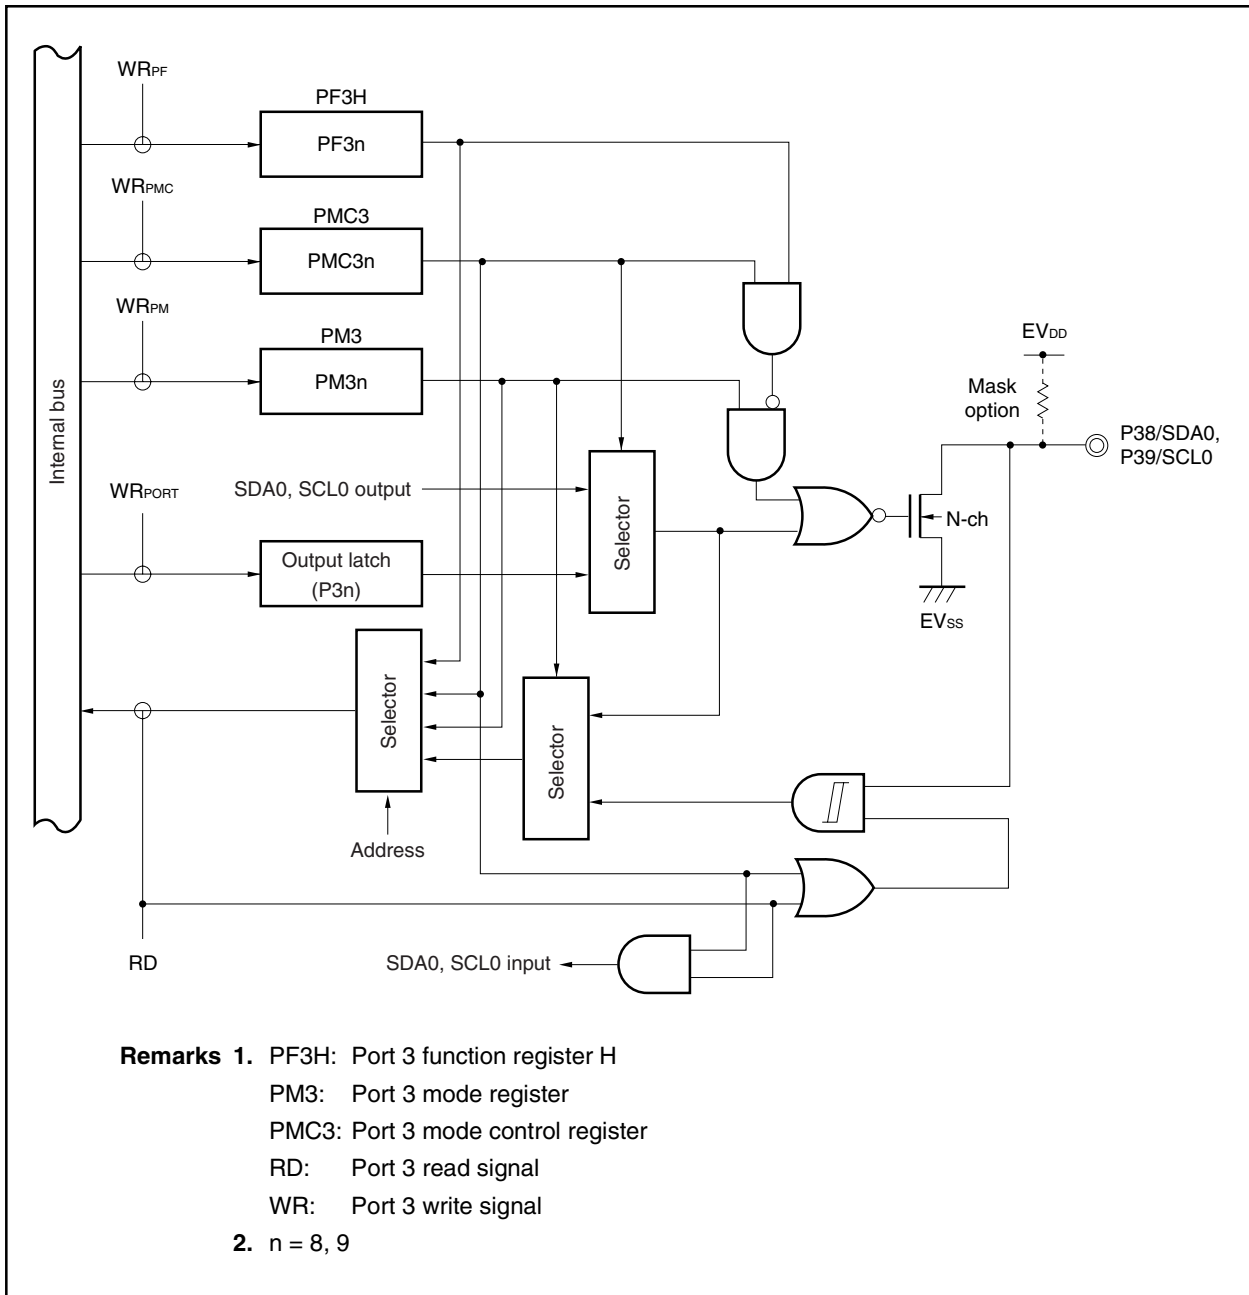 WRPF
PF3H
PF3n
WRPMC
PMC3
PMC3n
WRPM
PM3
PM3n
EVDD
Mask
option
P38/SDA0,
P39/SCL0
Internal bus
WRPORT
SDA0, SCL0 output
Selector
N-ch
Output latch
(P3n)
EVSS
Selector
Selector
Address
RD
SDA0, SCL0 input
Remarks 1. PF3H: Port 3 function register H
PM3: Port 3 mode register
PMC3: Port 3 mode control register
RD: Port 3 read signal
WR: Port 3 write signal
2. n = 8, 9